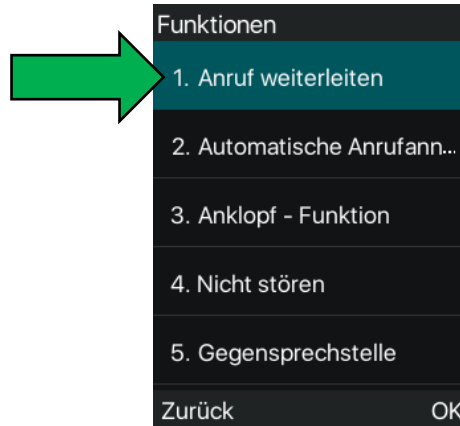 Funktionen
1. Anruf weiterleiten
2. Automatische Anrufann...
3. Anklopf - Funktion
4. Nicht stören
5. Gegensprechstelle
Zurück OK